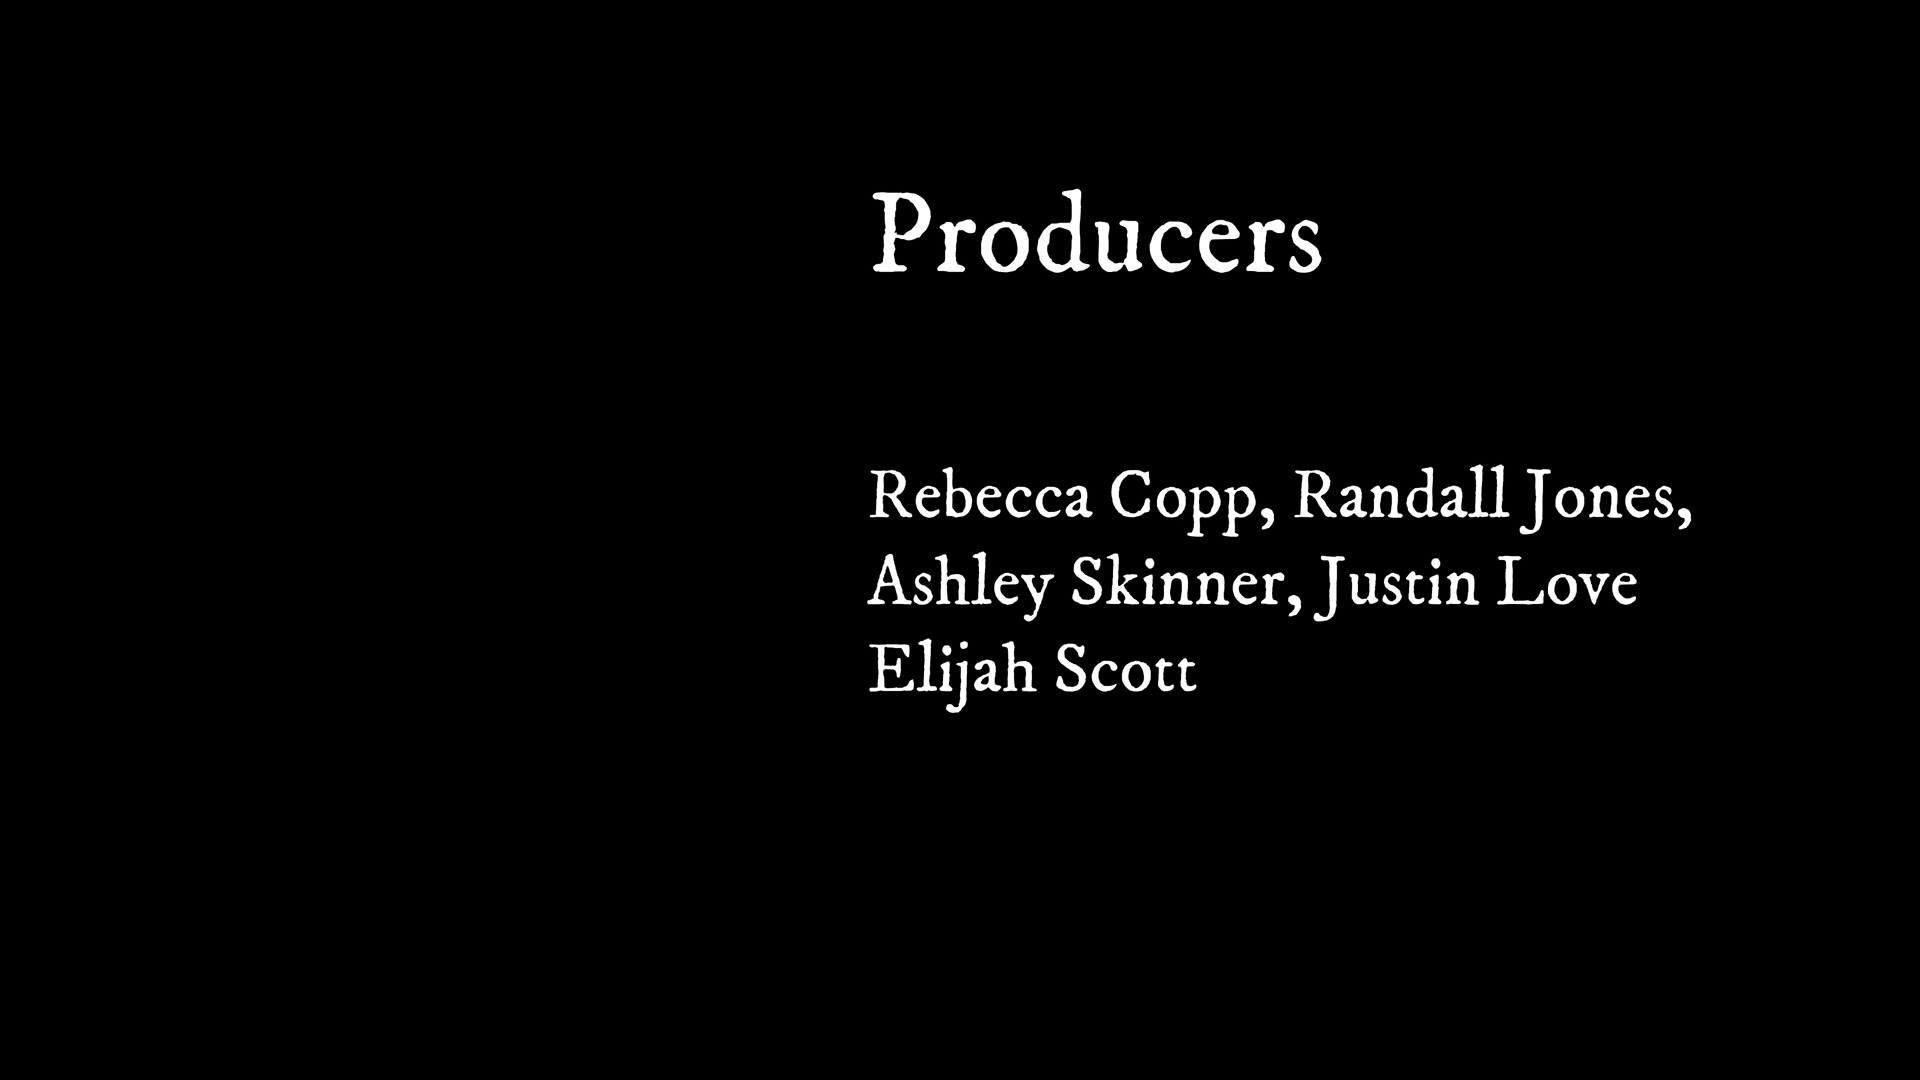 Producers
Rebecca Copp, Randall Jones,
Ashley Skinner, Justin Love
Elijah Scott